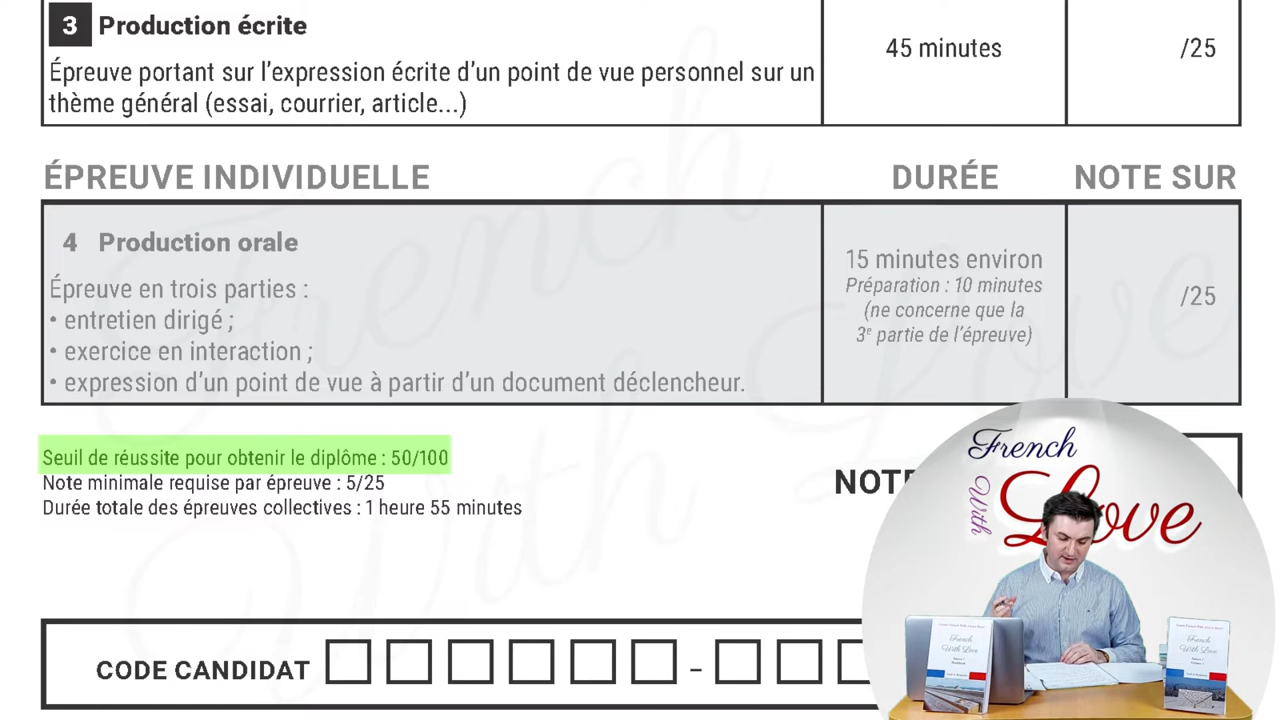 3 Production écrite
Épreuve portant sur l'expression écrite d'un point de vue personnel sur un
thème général (essai, courrier, article...)
45 minutes
/25
ÉPREUVE INDIVIDUELLE DURÉE NOTE SUR
4 Production orale
Épreuve en trois parties :
• entretien dirigé ;
• exercice en interaction ;
• expression d'un point de vue à partir d'un document déclencheur.
15 minutes environ
Préparation : 10 minutes
(ne concerne que la
3e partie de l'épreuve)
/25
Seuil de réussite pour obtenir le diplôme : 50/100
Note minimale requise par épreuve : 5/25
Durée totale des épreuves collectives : 1 heure 55 minutes
NOTE
CODE CANDIDAT -
French
With
Love
French
With Love
French
With Love
French
With Love